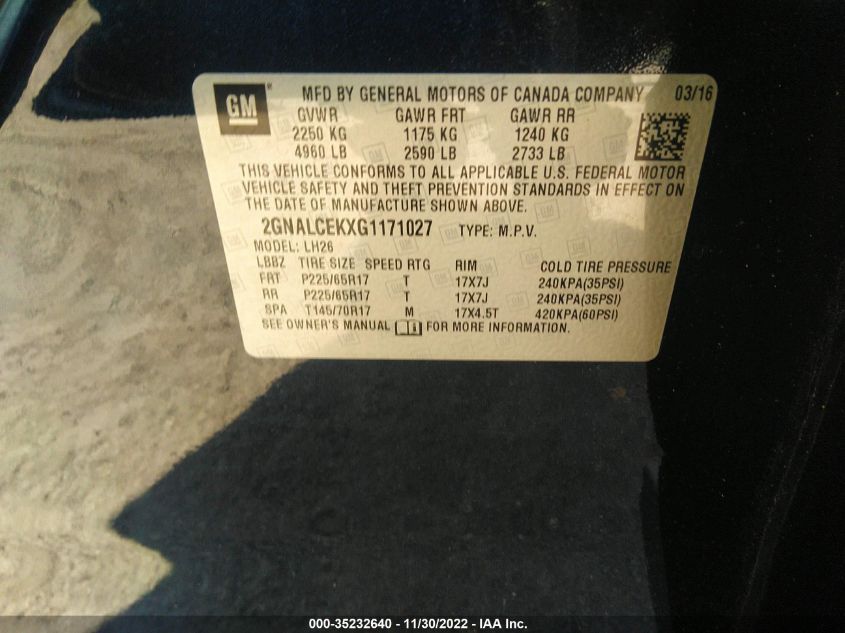 GM ® MFD BY GENERAL MOTORS OF CANADA COMPANY 03/16
GVWR GAWR FRT GAWR RR
2250 KG 1175 KG 1240 KG
4960 LB 2590 LB 2733 LB
THIS VEHICLE CONFORMS TO ALL APPLICABLE U.S. FEDERAL MOTOR
VEHICLE SAFETY AND THEFT PREVENTION STANDARDS IN EFFECT ON
THE DATE OF MANUFACTURE SHOWN ABOVE.
2GNALCEKXG1171027 TYPE: M.P.V.
MODEL: LH26
LBBZ TIRE SIZE SPEED RTG RIM COLD TIRE PRESSURE
FRT P225/65R17 T 17X7J 240KPA(35PSI)
RR P225/65R17 T 17X7J 240KPA(35PSI)
SPA T145/70R17 M 17X4.5T 420KPA(60PSI)
SEE OWNER'S MANUAL FOR MORE INFORMATION.
000-35232640 - 11/30/2022 - IAA Inc.